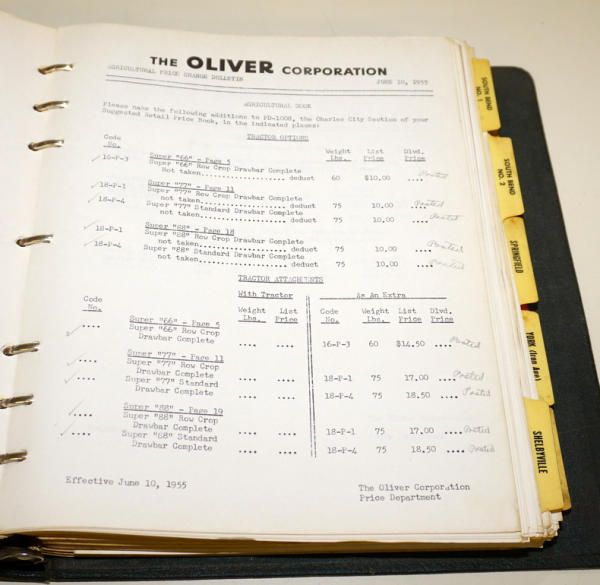 THE OLIVER CORPORATION
AGRICULTURAL PRICE CHANGE BULLETIN JUNE 10, 1955
AGRICULTURAL BOOK
Please make the following additions to PD-1008, the Charles City Section of your
Suggested Retail Price Book, in the indicated places:
TRACTOR OPTIONS
Code No. Weight Lbs. List Price Dlvd. Price
Super "66" - Page 5
16-F-3 Super "66" Row Crop Drawbar Complete
Not taken..................... deduct 60 $10.00 .... Posted
Super "77" - Page 11
18-F-1 Super "77" Row Crop Drawbar Complete
not taken..................... deduct 75 10.00 .... Posted
18-F-4 Super "77" Standard Drawbar Complete
not taken..................... deduct 75 10.00 .... Posted
Super "88" - Page 18
18-F-1 Super "88" Row Crop Drawbar Complete
not taken..................... deduct 75 10.00 .... Posted
18-F-4 Super "88" Standard Drawbar Complete
not taken..................... deduct 75 10.00 .... Posted
TRACTOR ATTACHMENTS
With Tractor As An Extra
Code No. Weight Lbs. List Price Code No. Weight Lbs. List Price Dlvd. Price
Super "66" - Page 5
.... Super "66" Row Crop
Drawbar Complete .... .... 16-F-3 60 $14.50 .... Posted
Super "77" - Page 11
.... Super "77" Row Crop
Drawbar Complete .... .... 18-F-1 75 17.00 .... Posted
.... Super "77" Standard
Drawbar Complete .... .... 18-F-4 75 18.50 .... Posted
Super "88" - Page 19
.... Super "88" Row Crop
Drawbar Complete .... .... 18-F-1 75 17.00 .... Posted
.... Super "88" Standard
Drawbar Complete .... .... 18-F-4 75 18.50 .... Posted
Effective June 10, 1955
The Oliver Corporation
Price Department
SOUTH BEND NO. 1
SOUTH BEND NO. 2
SPRINGFIELD
YORK (Iron Age)
SHELBYVILLE